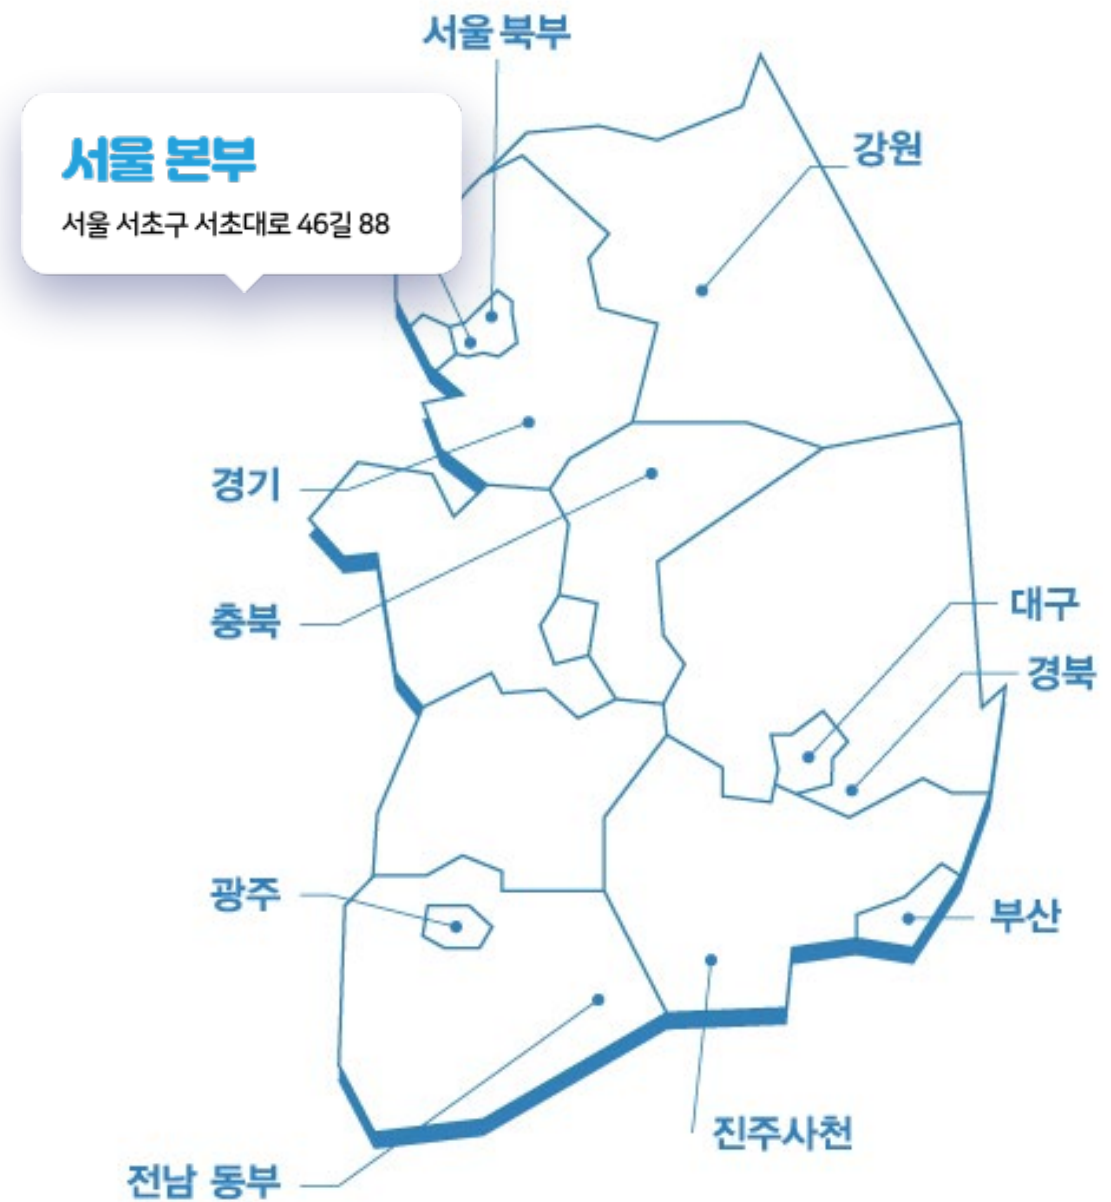 서울 북부
서울 본부
서울 서초구 서초대로 46길 88
강원
경기
충북
대구
경북
광주
부산
진주사천
전남 동부